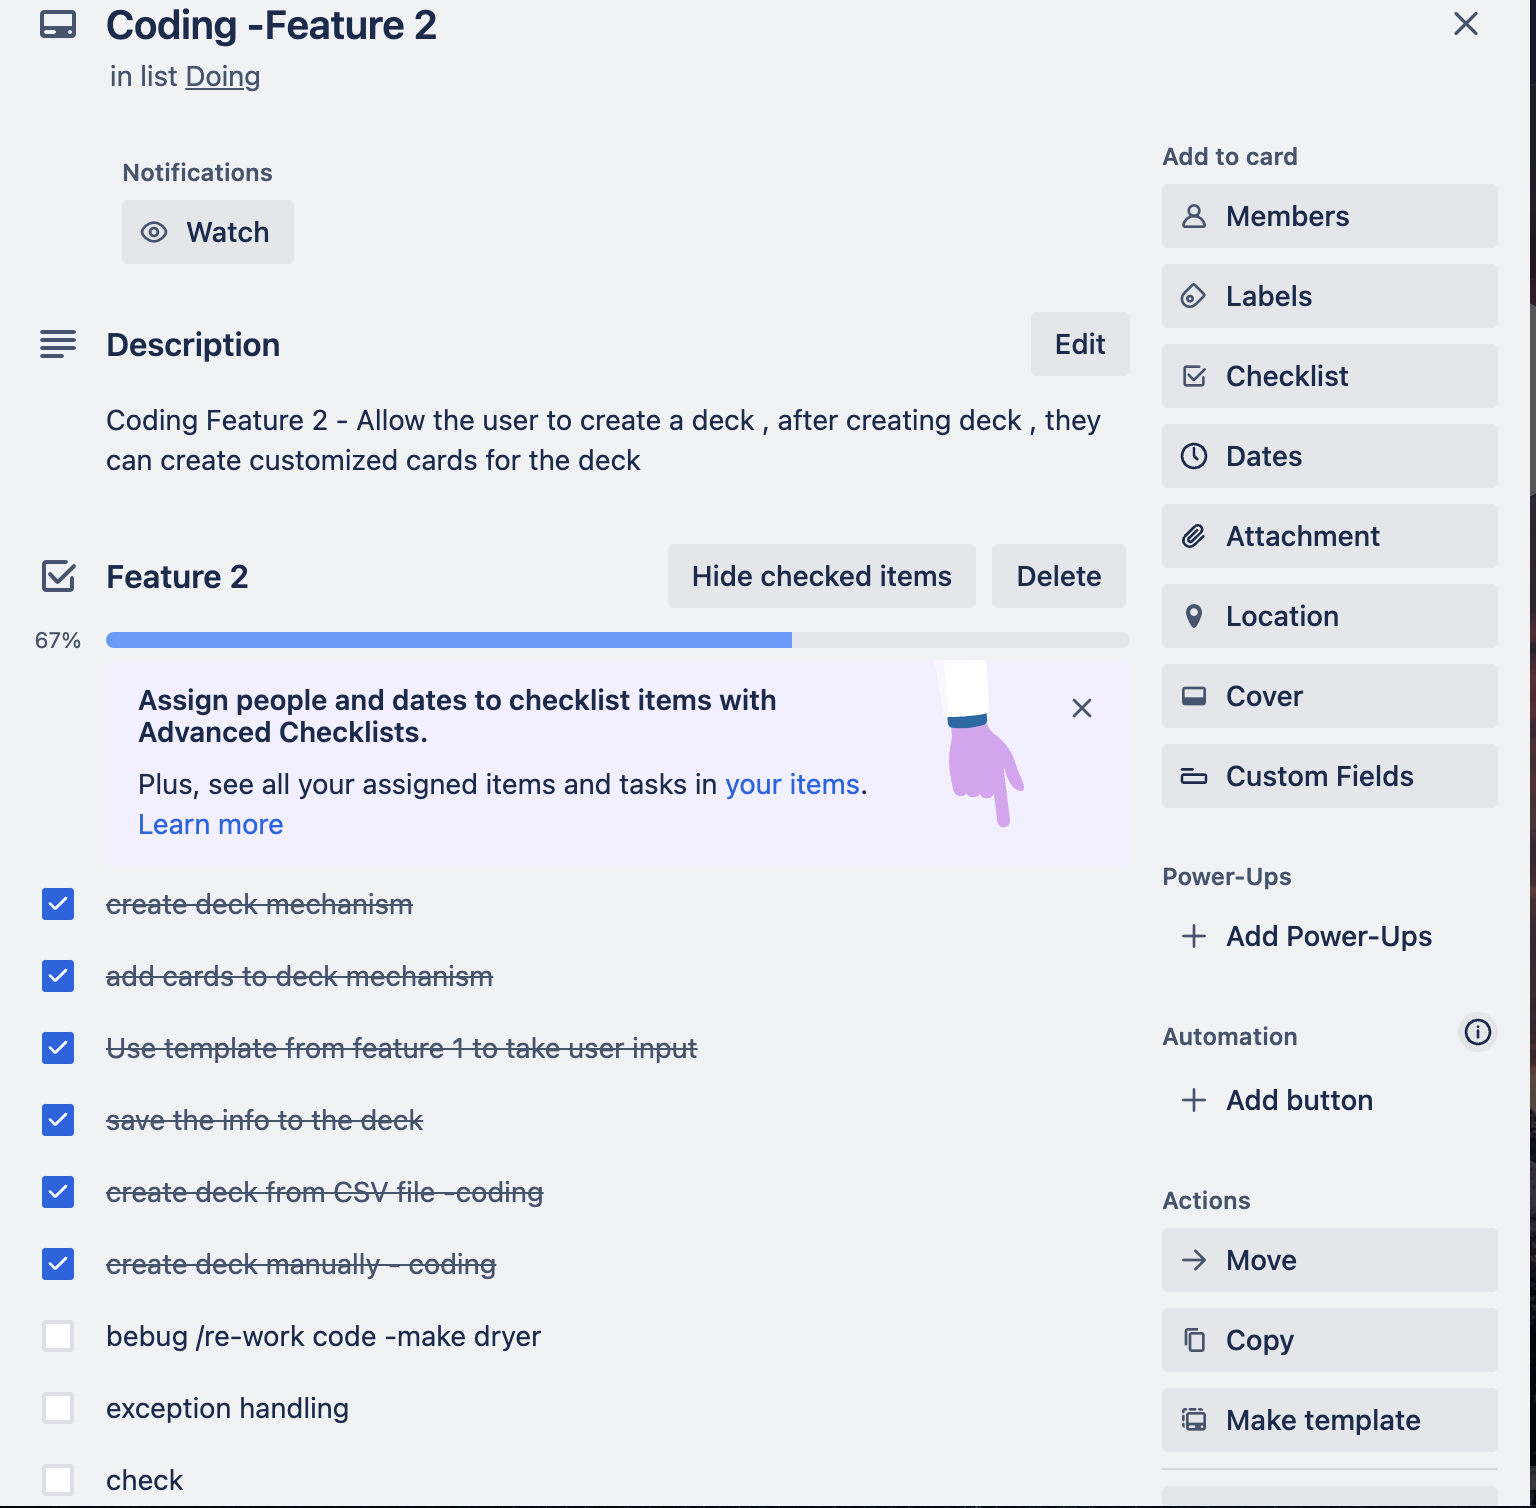 Coding -Feature 2
in list Doing
Notifications
Watch
Description
Edit
Coding Feature 2 - Allow the user to create a deck , after creating deck , they
can create customized cards for the deck
Feature 2
Hide checked items
Delete
67%
Assign people and dates to checklist items with
Advanced Checklists.
Plus, see all your assigned items and tasks in your items.
Learn more
create deck mechanism
add cards to deck mechanism
Use template from feature 1 to take user input
save the info to the deck
create deck from CSV file -coding
create deck manually - coding
bebug /re-work code -make dryer
exception handling
check
Add to card
Members
Labels
Checklist
Dates
Attachment
Location
Cover
Custom Fields
Power-Ups
Add Power-Ups
Automation
Add button
Actions
Move
Copy
Make template